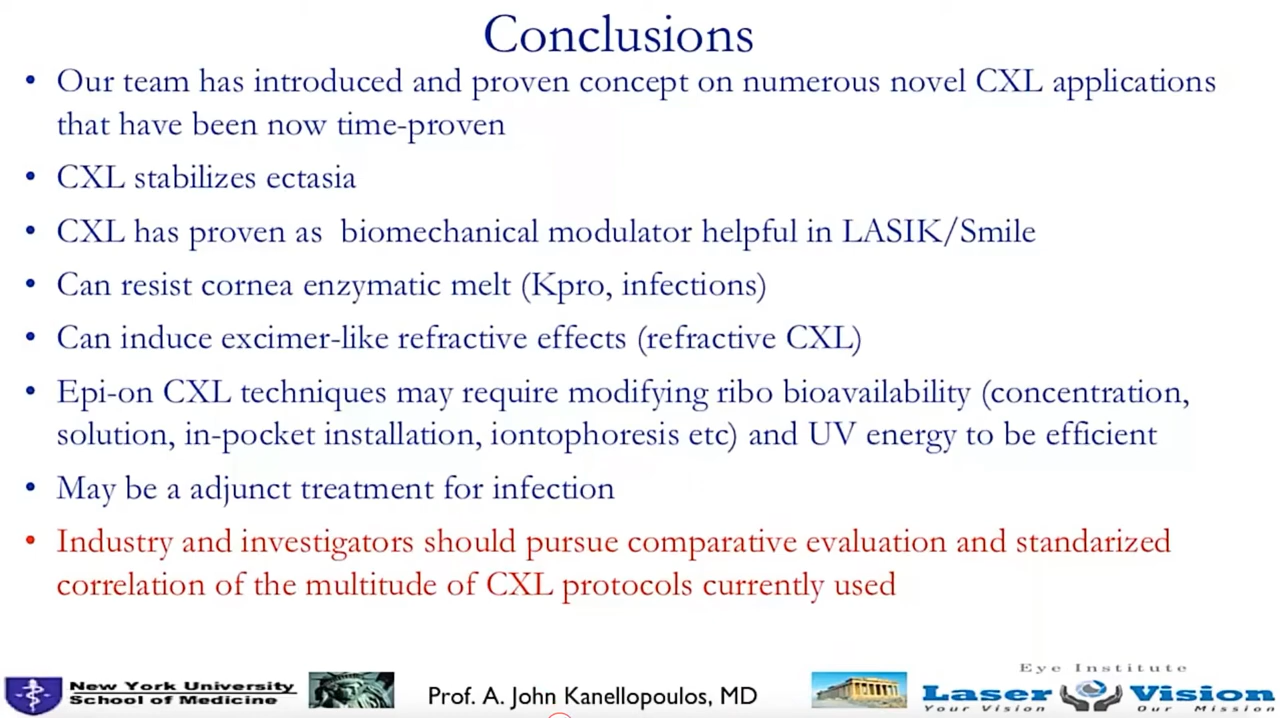 Conclusions
• Our team has introduced and proven concept on numerous novel CXL applications
that have been now time-proven
• CXL stabilizes ectasia
• CXL has proven as  biomechanical modulator helpful in LASIK/Smile
• Can resist cornea enzymatic melt (Kpro, infections)
• Can induce excimer-like refractive effects (refractive CXL)
• Epi-on CXL techniques may require modifying ribo bioavailability (concentration,
solution, in-pocket installation, iontophoresis etc) and UV energy to be efficient
• May be a adjunct treatment for infection
• Industry and investigators should pursue comparative evaluation and standarized
correlation of the multitude of CXL protocols currently used
New York University
School of Medicine
Prof. A. John Kanellopoulos, MD
Eye Institute
Laser Vision
Your Vision Our Mission